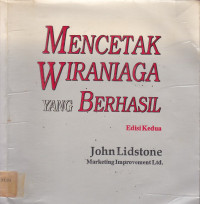 MENCETAK
WIRANIAGA
YANG BERHASIL
Edisi Kedua
John Lidstone
Marketing Improvement Ltd.